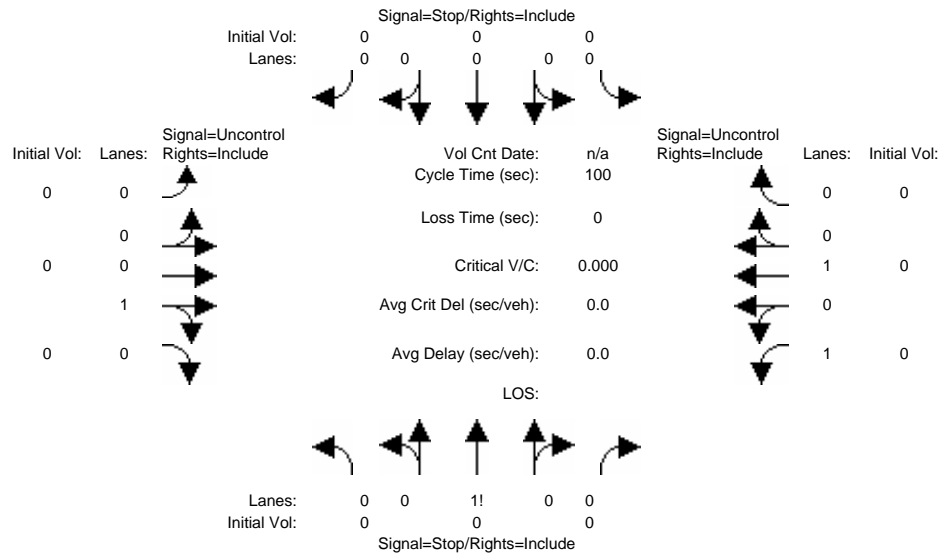 Signal=Stop/Rights=Include
Initial Vol: 0 0 0
Lanes: 0 0 0 0 0
Signal=Uncontrol Signal=Uncontrol
Initial Vol: Lanes: Rights=Include Vol Cnt Date: n/a Rights=Include Lanes: Initial Vol:
Cycle Time (sec): 100
0 0 0 0
Loss Time (sec): 0
0 0
0 0 Critical V/C: 0.000 1 0
1 Avg Crit Del (sec/veh): 0.0 0
0 0 Avg Delay (sec/veh): 0.0 1 0
LOS:
Lanes: 0 0 1! 0 0
Initial Vol: 0 0 0
Signal=Stop/Rights=Include